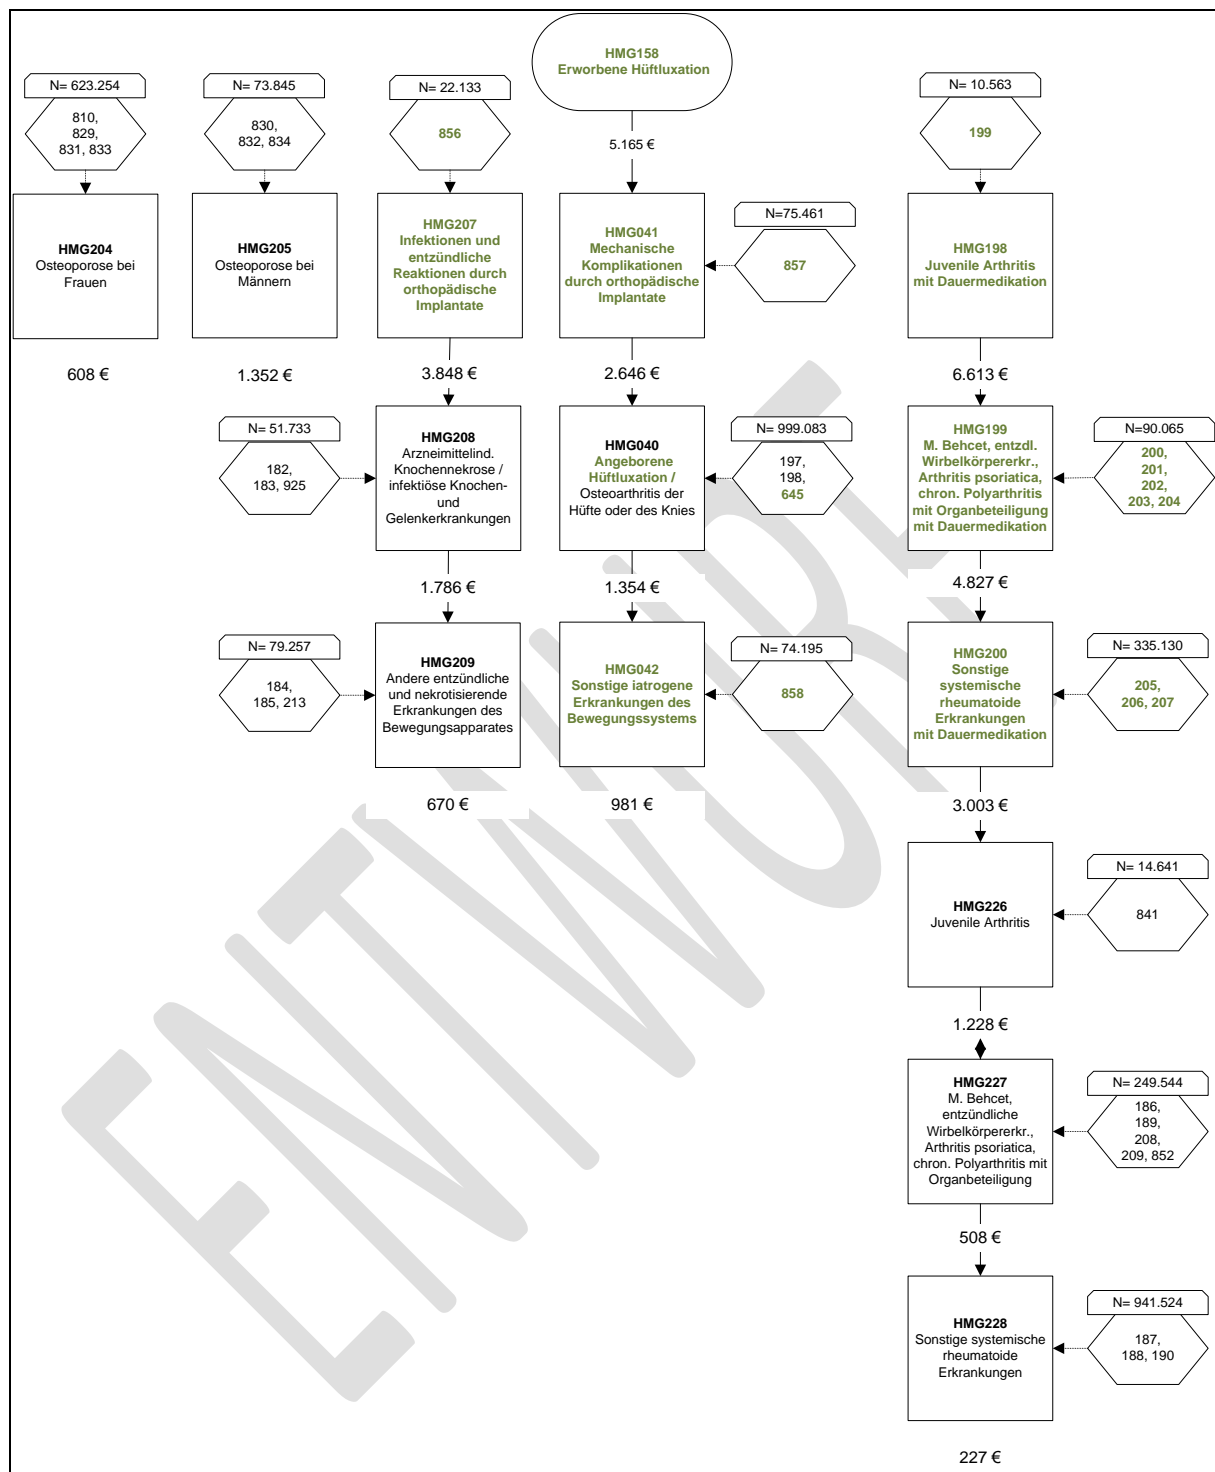 HMG158
Erworbene Hüftluxation
N= 623.254
810,
829,
831, 833
N= 73.845
830,
832, 834
N= 22.133
856
5.165 €
N= 10.563
199
HMG204
Osteoporose bei
Frauen
608 €
HMG205
Osteoporose bei
Männern
1.352 €
HMG207
Infektionen und
entzündliche
Reaktionen durch
orthopädische
Implantate
3.848 €
HMG041
Mechanische
Komplikationen
durch orthopädische
Implantate
2.646 €
N=75.461
857
HMG198
Juvenile Arthritis
mit Dauermedikation
6.613 €
N= 51.733
182,
183, 925
HMG208
Arzneimittelind.
Knochennekrose /
infektiöse Knochen-
und
Gelenkerkrankungen
1.786 €
HMG040
Angeborene
Hüftluxation /
Osteoarthritis der
Hüfte oder des Knies
1.354 €
N= 999.083
197,
198,
645
HMG199
M. Behcet, entzdl.
Wirbelkörpererkr.,
Arthritis psoriatica,
chron. Polyarthritis
mit Organbeteiligung
mit Dauermedikation
4.827 €
N=90.065
200,
201,
202,
203, 204
N= 79.257
184,
185, 213
HMG209
Andere entzündliche
und nekrotisierende
Erkrankungen des
Bewegungsapparates
670 €
HMG042
Sonstige iatrogene
Erkrankungen des
Bewegungssystems
981 €
N= 74.195
858
HMG200
Sonstige
systemische
rheumatoide
Erkrankungen
mit Dauermedikation
3.003 €
N= 335.130
205,
206, 207
HMG226
Juvenile Arthritis
1.228 €
N= 14.641
841
HMG227
M. Behcet,
entzündliche
Wirbelkörpererkr.,
Arthritis psoriatica,
chron. Polyarthritis mit
Organbeteiligung
508 €
N= 249.544
186,
189,
208,
209, 852
HMG228
Sonstige systemische
rheumatoide
Erkrankungen
227 €
N= 941.524
187,
188, 190
ENTWURF